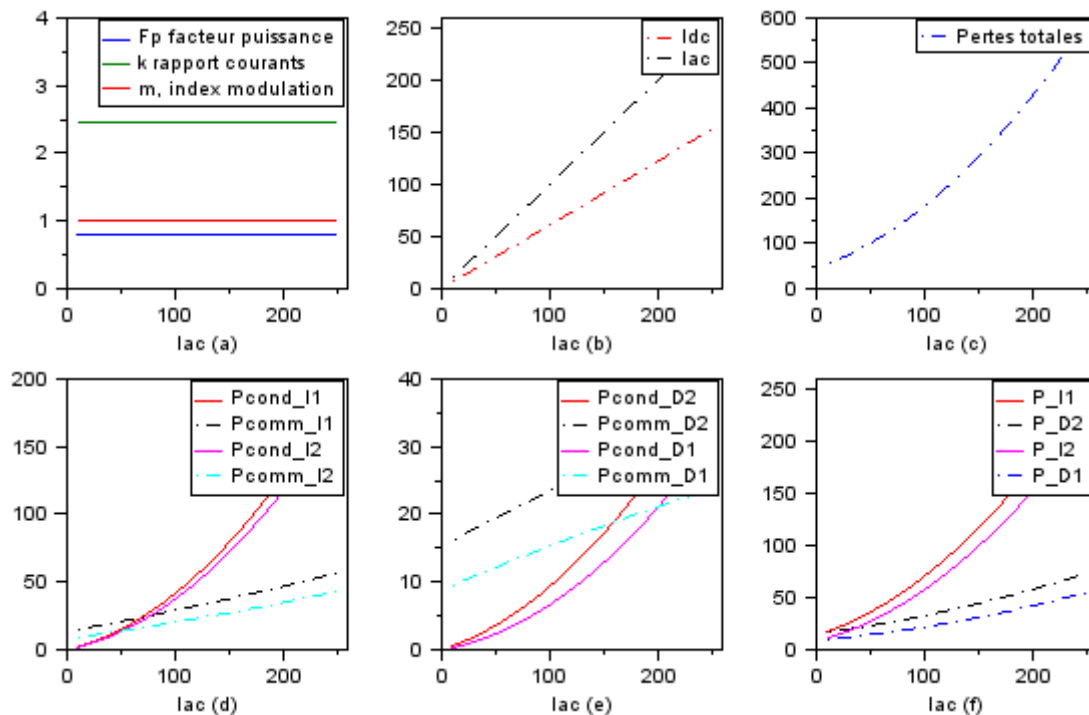 4
3
2
1
0
Fp facteur puissance
k rapport courants
m, index modulation
0
100
200
Iac (a)
250
200
150
100
50
0
Idc
Iac
0
100
200
Iac (b)
600
500
400
300
200
100
0
Pertes totales
0
100
200
Iac (c)
200
150
100
50
0
Pcond_I1
Pcomm_I1
Pcond_I2
Pcomm_I2
0
100
200
Iac (d)
40
30
20
10
0
Pcond_D2
Pcomm_D2
Pcond_D1
Pcomm_D1
0
100
200
Iac (e)
250
200
150
100
50
0
P_I1
P_D2
P_I2
P_D1
0
100
200
Iac (f)